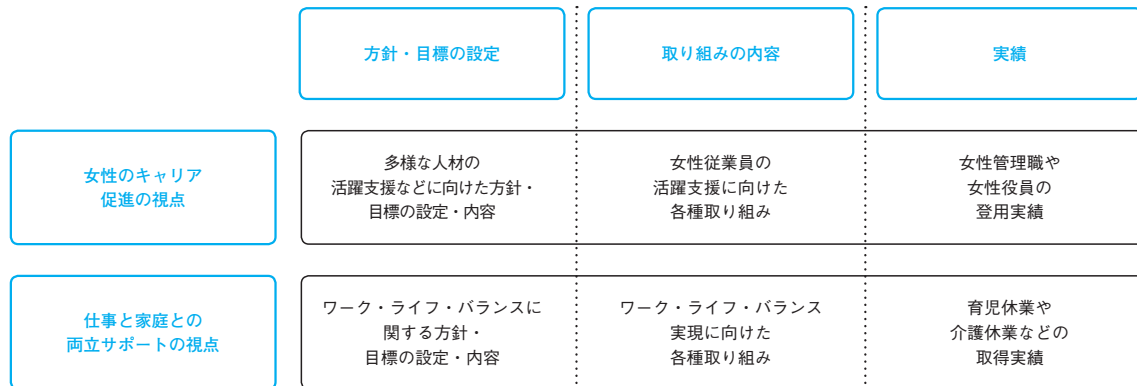 方針・目標の設定
取り組みの内容
実績
女性のキャリア
促進の視点
多様な人材の
活躍支援などに向けた方針・
目標の設定・内容
女性従業員の
活躍支援に向けた
各種取り組み
女性管理職や
女性役員の
登用実績
仕事と家庭との
両立サポートの視点
ワーク・ライフ・バランスに
関する方針・
目標の設定・内容
ワーク・ライフ・バランス
実現に向けた
各種取り組み
育児休業や
介護休業などの
取得実績